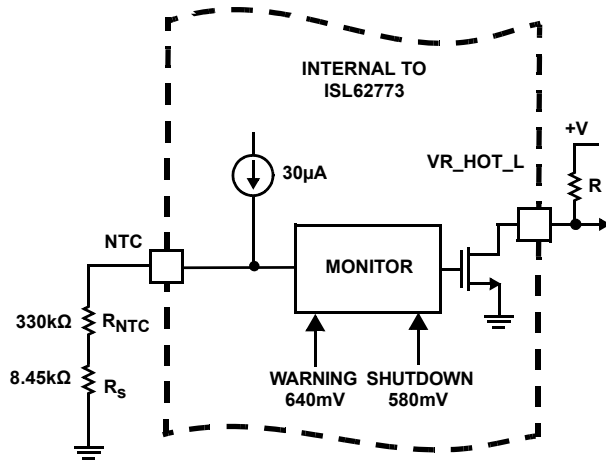 INTERNAL TO
ISL62773
+V
VR_HOT_L
30µA
R
NTC
MONITOR
330kΩ RNTC
8.45kΩ Rs
WARNING SHUTDOWN
640mV 580mV